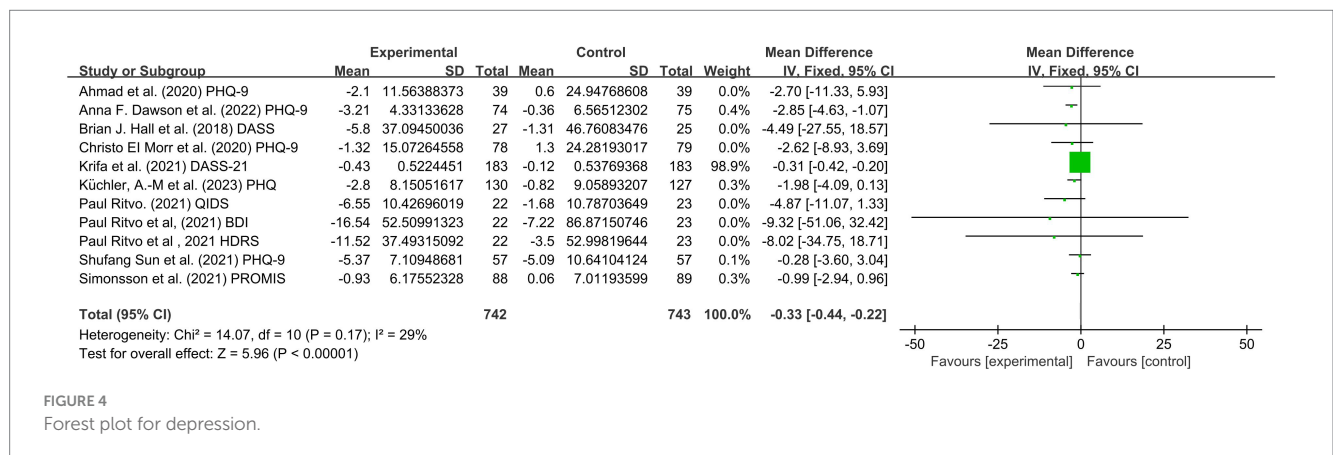 Experimental Control Mean Difference Mean Difference
Study or Subgroup Mean SD Total Mean SD Total Weight IV, Fixed, 95% CI IV, Fixed, 95% CI
Ahmad et al. (2020) PHQ-9 -2.1 11.56388373 39 0.6 24.94768608 39 0.0% -2.70 [-11.33, 5.93]
Anna F. Dawson et al. (2022) PHQ-9 -3.21 4.33133628 74 -0.36 6.56512302 75 0.4% -2.85 [-4.63, -1.07]
Brian J. Hall et al. (2018) DASS -5.8 37.09450036 27 -1.31 46.76083476 25 0.0% -4.49 [-27.55, 18.57]
Christo El Morr et al. (2020) PHQ-9 -1.32 15.07264558 78 1.3 24.28193017 79 0.0% -2.62 [-8.93, 3.69]
Krifa et al. (2021) DASS-21 -0.43 0.5224451 183 -0.12 0.53769368 183 98.9% -0.31 [-0.42, -0.20]
Küchler, A.-M et al. (2023) PHQ -2.8 8.15051617 130 -0.82 9.05893207 127 0.3% -1.98 [-4.09, 0.13]
Paul Ritvo. (2021) QIDS -6.55 10.42696019 22 -1.68 10.78703649 23 0.0% -4.87 [-11.07, 1.33]
Paul Ritvo et al, (2021) BDI -16.54 52.50991323 22 -7.22 86.87150746 23 0.0% -9.32 [-51.06, 32.42]
Paul Ritvo et al , 2021 HDRS -11.52 37.49315092 22 -3.5 52.99819644 23 0.0% -8.02 [-34.75, 18.71]
Shufang Sun et al. (2021) PHQ-9 -5.37 7.10948681 57 -5.09 10.64104124 57 0.1% -0.28 [-3.60, 3.04]
Simonsson et al. (2021) PROMIS -0.93 6.17552328 88 0.06 7.01193599 89 0.3% -0.99 [-2.94, 0.96]
Total (95% CI) 742 743 100.0% -0.33 [-0.44, -0.22]
Heterogeneity: Chi² = 14.07, df = 10 (P = 0.17); I² = 29%
Test for overall effect: Z = 5.96 (P < 0.00001)
-50 -25 0 25 50
Favours [experimental] Favours [control]
FIGURE 4
Forest plot for depression.